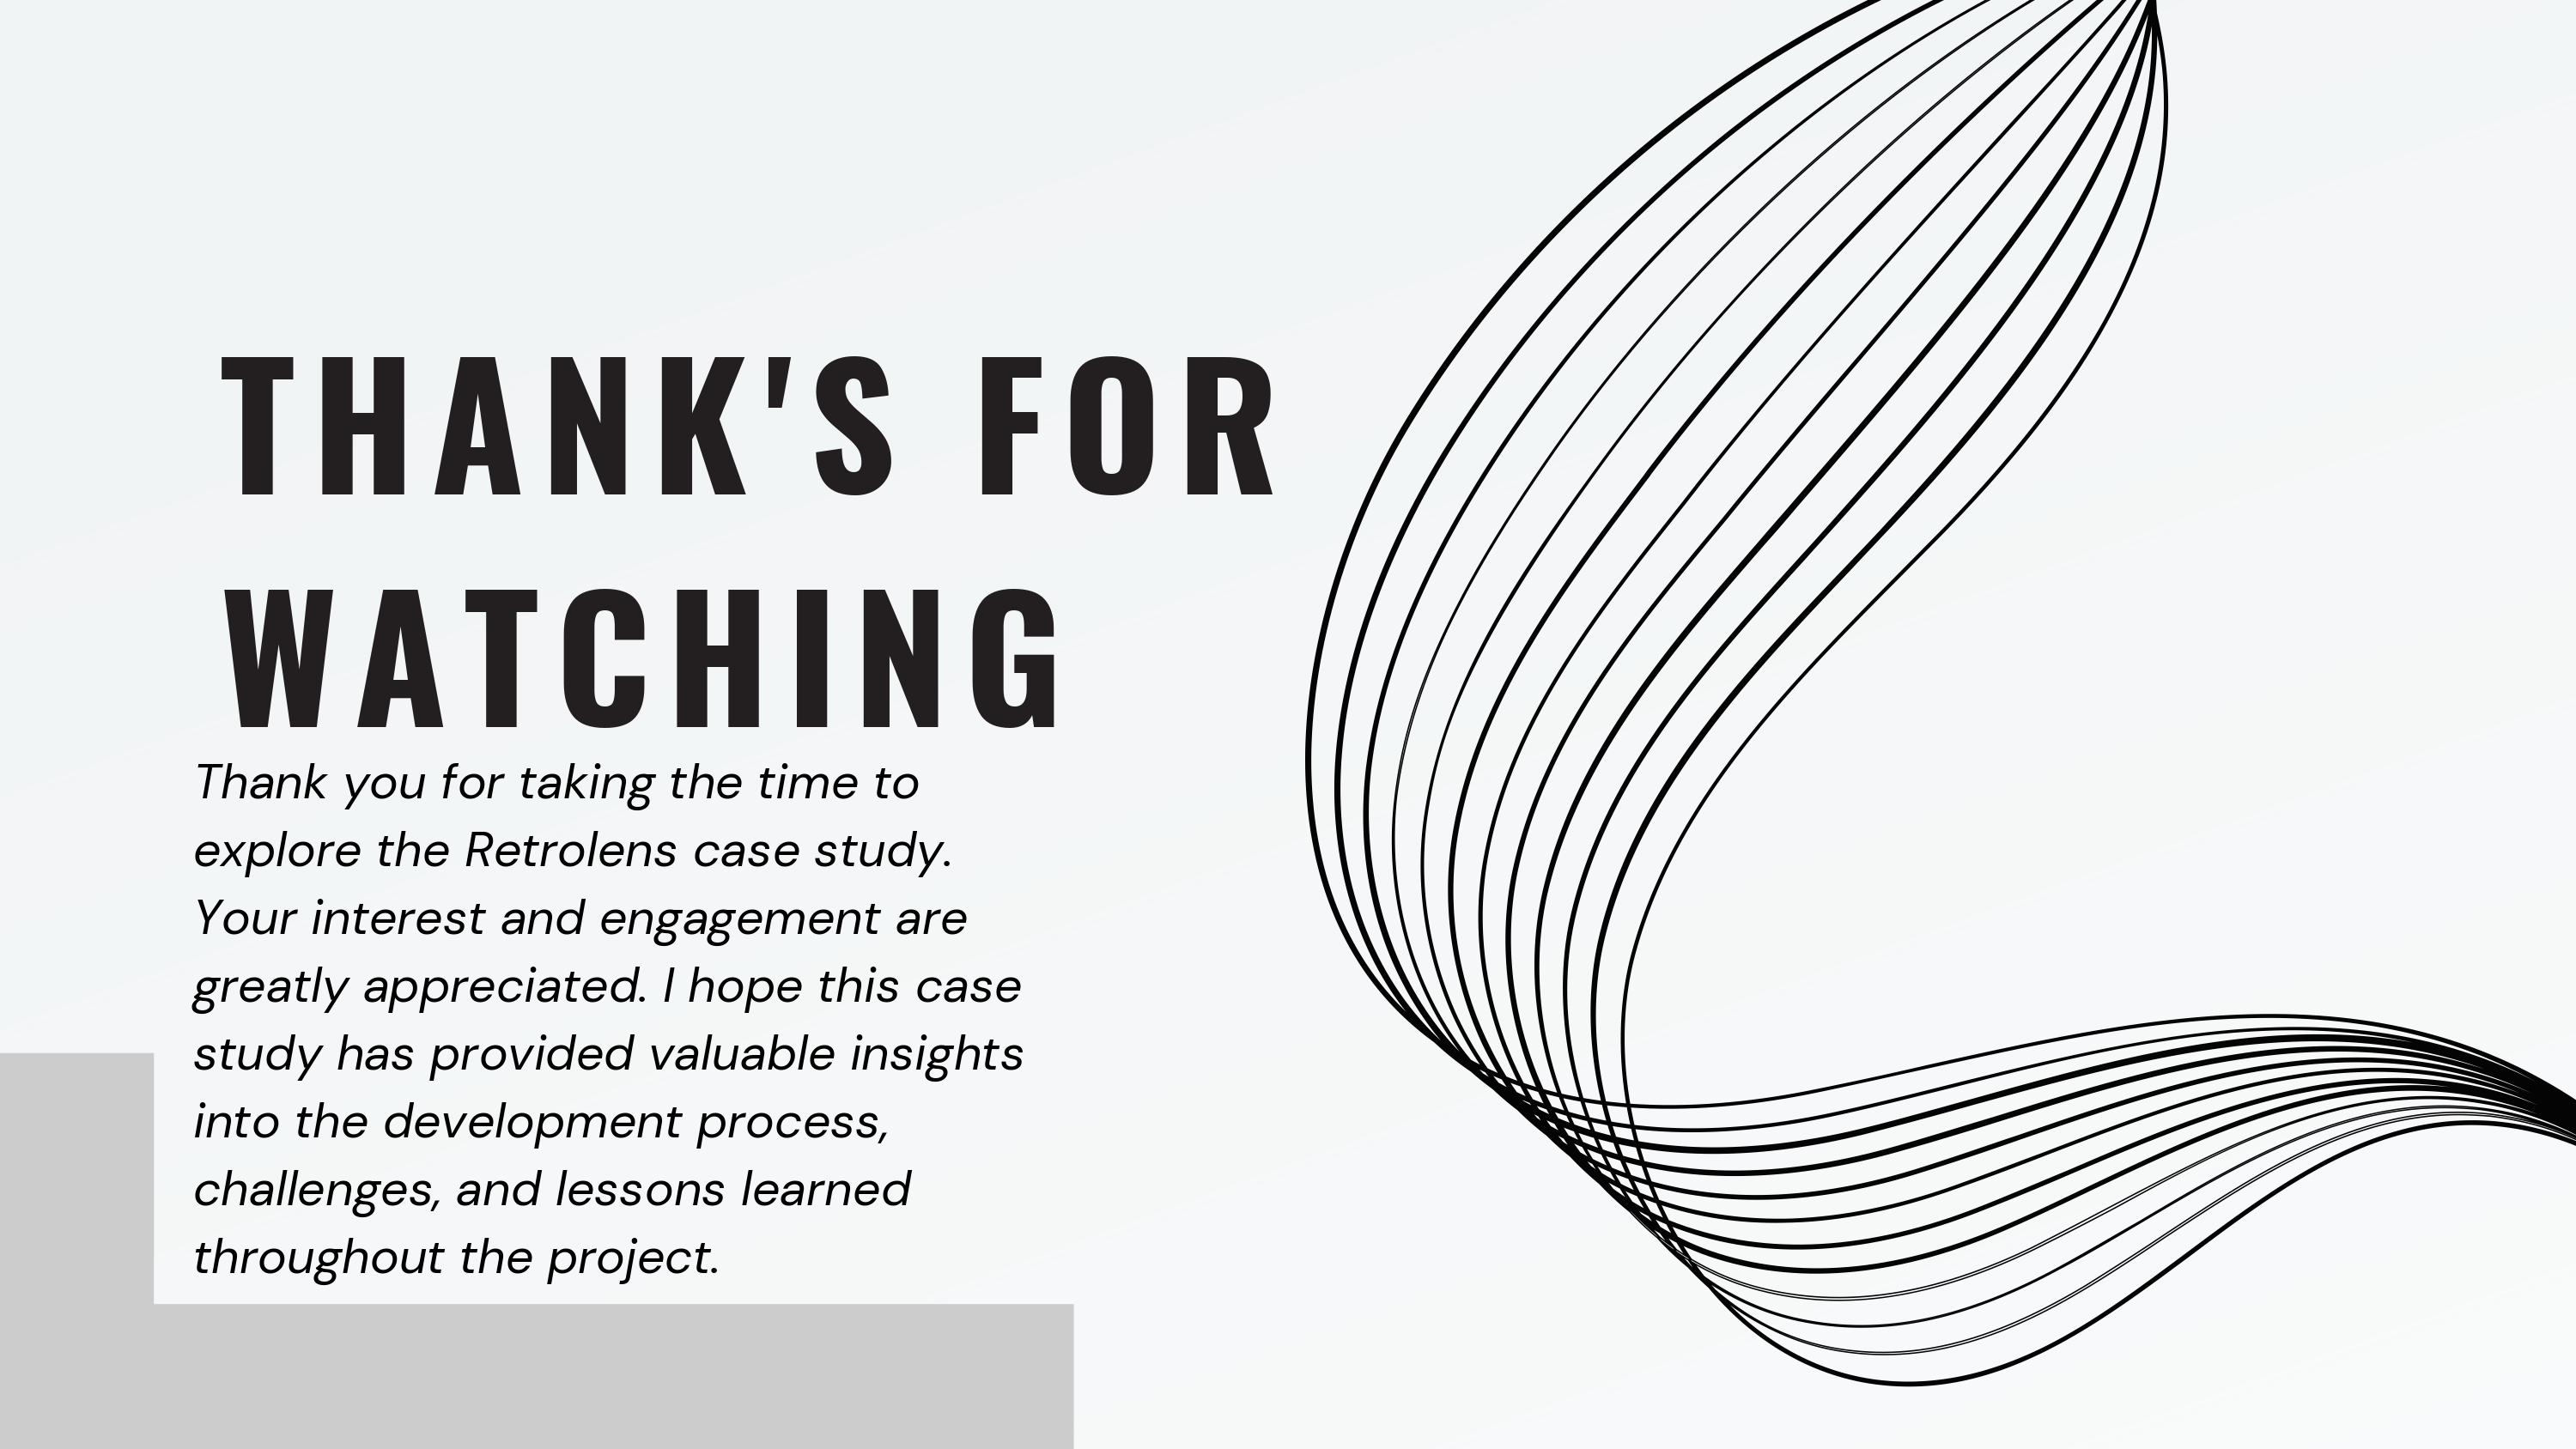 THANK'S FOR
WATCHING
Thank you for taking the time to
explore the Retrolens case study.
Your interest and engagement are
greatly appreciated. I hope this case
study has provided valuable insights
into the development process,
challenges, and lessons learned
throughout the project.